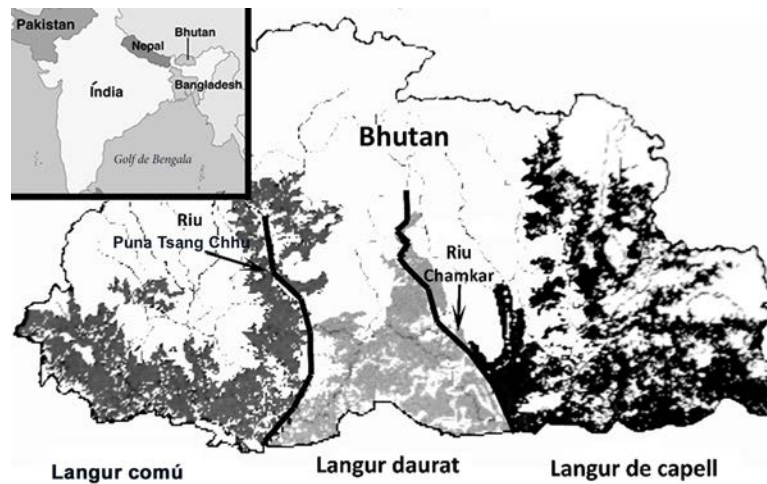 Pakistan
Nepal
Bhutan
Índia
Bangladesh
Golf de Bengala
Bhutan
Riu
Puna Tsang Chhu
Riu
Chamkar
Langur comú
Langur daurat
Langur de capell